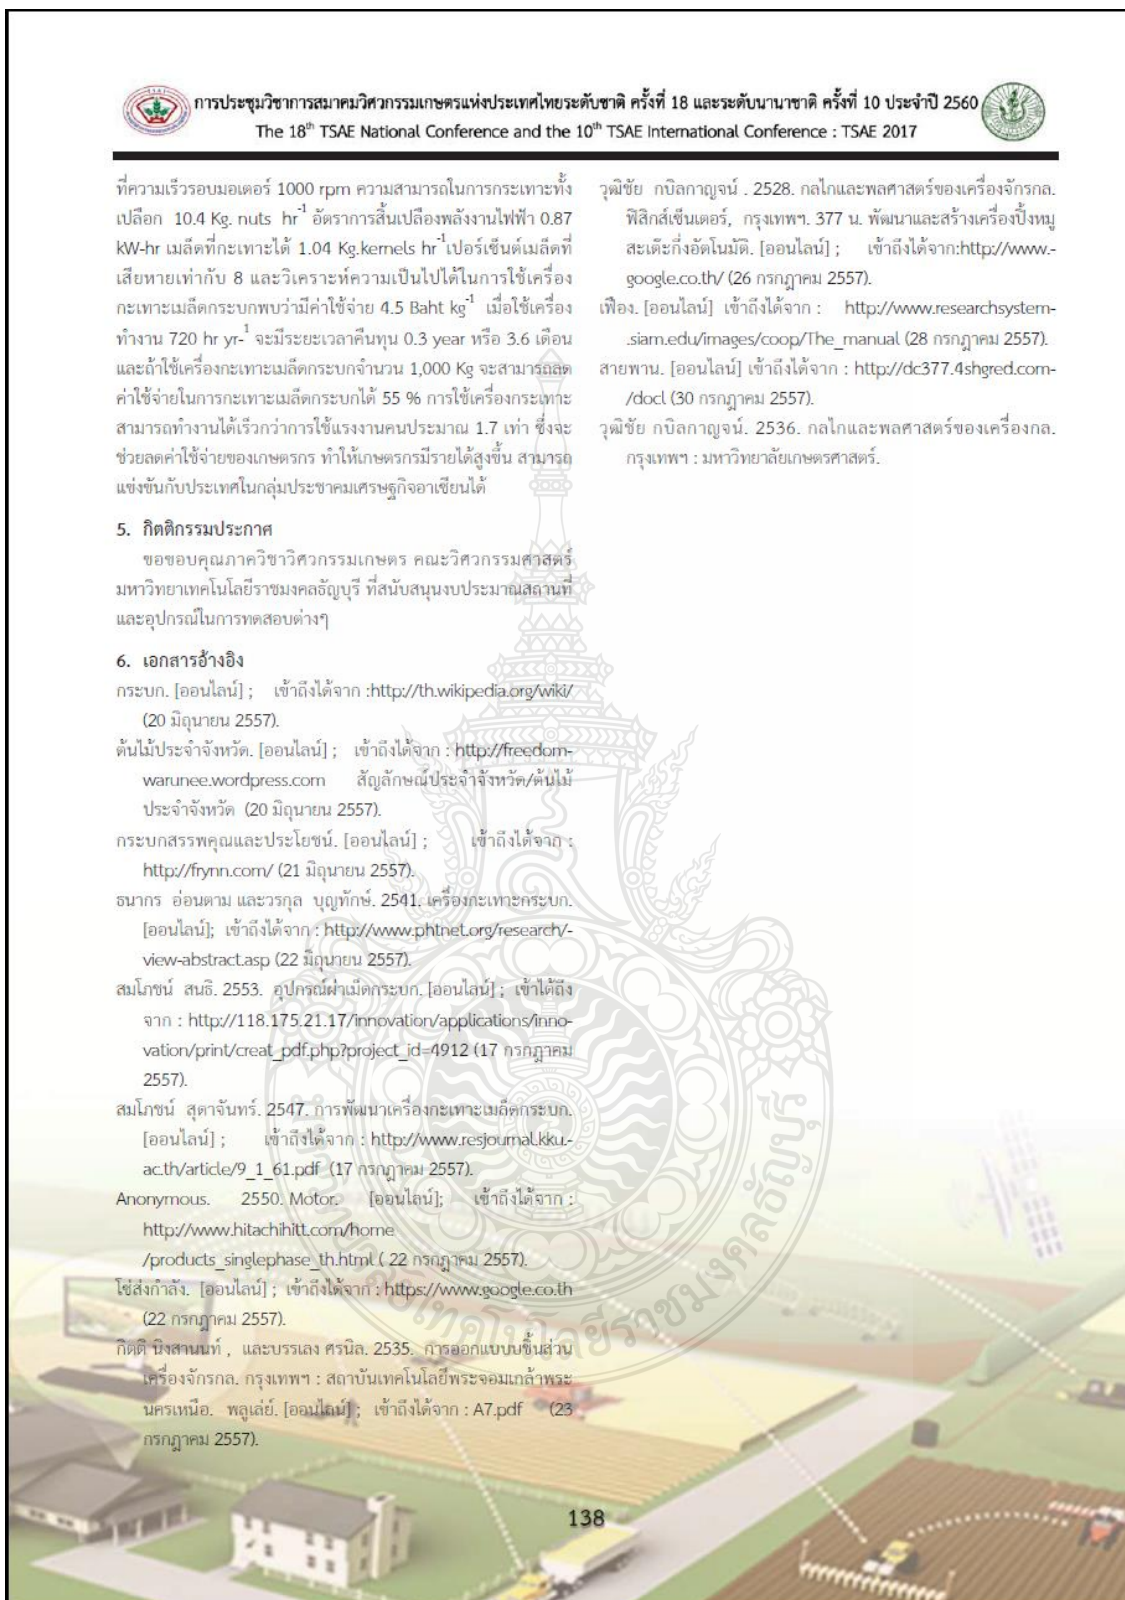 การประชุมวิชาการสมาคมวิศวกรรมเกษตรแห่งประเทศไทยระดับชาติ ครั้งที่ 18 และระดับนานาชาติ ครั้งที่ 10 ประจำปี 2560
The 18th TSAE National Conference and the 10th TSAE International Conference : TSAE 2017
ที่ความเร็วรอบมอเตอร์ 1000 rpm ความสามารถในการกระเทาะทั้ง
เปลือก 10.4 Kg. nuts hr-1 อัตราการสิ้นเปลืองพลังงานไฟฟ้า 0.87
kW-hr เมล็ดที่กะเทาะได้ 1.04 Kg.kernels hr-1เปอร์เซ็นต์เมล็ดที่
เสียหายเท่ากับ 8 และวิเคราะห์ความเป็นไปได้ในการใช้เครื่อง
กะเทาะเมล็ดกระบกพบว่ามีค่าใช้จ่าย 4.5 Baht kg-1 เมื่อใช้เครื่อง
ทำงาน 720 hr yr-1 จะมีระยะเวลาคืนทุน 0.3 year หรือ 3.6 เดือน
และถ้าใช้เครื่องกะเทาะเมล็ดกระบกจำนวน 1,000 Kg จะสามารถลด
ค่าใช้จ่ายในการกะเทาะเมล็ดกระบกได้ 55 % การใช้เครื่องกระเทาะ
สามารถทำงานได้เร็วกว่าการใช้แรงงานคนประมาณ 1.7 เท่า ซึ่งจะ
ช่วยลดค่าใช้จ่ายของเกษตรกร ทำให้เกษตรกรมีรายได้สูงขึ้น สามารถ
แข่งขันกับประเทศในกลุ่มประชาคมเศรษฐกิจอาเซียนได้
5. กิตติกรรมประกาศ
ขอขอบคุณภาควิชาวิศวกรรมเกษตร คณะวิศวกรรมศาสตร์
มหาวิทยาเทคโนโลยีราชมงคลธัญบุรี ที่สนับสนุนงบประมาณสถานที่
และอุปกรณ์ในการทดสอบต่างๆ
6. เอกสารอ้างอิง
กระบก. [ออนไลน์] ; เข้าถึงได้จาก :http://th.wikipedia.org/wiki/
(20 มิถุนายน 2557).
ต้นไม้ประจำจังหวัด. [ออนไลน์] ; เข้าถึงได้จาก : http://freedom-
warunee.wordpress.com สัญลักษณ์ประจำจังหวัด/ต้นไม้
ประจำจังหวัด (20 มิถุนายน 2557).
กระบกสรรพคุณและประโยชน์. [ออนไลน์] ; เข้าถึงได้จาก :
http://frynn.com/ (21 มิถุนายน 2557).
ธนากร อ่อนตาม และวรกุล บุญทักษ์. 2541. เครื่องกะเทาะกระบก.
[ออนไลน์]; เข้าถึงได้จาก : http://www.phtnet.org/research/-
view-abstract.asp (22 มิถุนายน 2557).
สมโภชน์ สนธิ. 2553. อุปกรณ์ผ่าเม็ดกระบก. [ออนไลน์] ; เข้าได้ถึง
จาก : http://118.175.21.17/innovation/applications/inno-
vation/print/creat_pdf.php?project_id=4912 (17 กรกฎาคม
2557).
สมโภชน์ สุดาจันทร์. 2547. การพัฒนาเครื่องกะเทาะเมล็ดกระบก.
[ออนไลน์] ; เข้าถึงได้จาก : http://www.resjournal.kku.-
ac.th/article/9_1_61.pdf (17 กรกฎาคม 2557).
Anonymous. 2550. Motor. [ออนไลน์]; เข้าถึงได้จาก :
http://www.hitachihitt.com/home
/products_singlephase_th.html ( 22 กรกฎาคม 2557).
โซ่ส่งกำลัง. [ออนไลน์] ; เข้าถึงได้จาก : https://www.google.co.th
(22 กรกฎาคม 2557).
กิตติ นิงสานนท์ , และบรรเลง ศรนิล. 2535. การออกแบบบชิ้นส่วน
เครื่องจักรกล. กรุงเทพฯ : สถาบันเทคโนโลยีพระจอมเกล้าพระ
นครเหนือ. พลูเล่ย์. [ออนไลน์] ; เข้าถึงได้จาก : A7.pdf (23
กรกฎาคม 2557).
วุฒิชัย กบิลกาญจน์ . 2528. กลไกและพลศาสตร์ของเครื่องจักรกล.
ฟิสิกส์เซ็นเตอร์, กรุงเทพฯ. 377 น. พัฒนาและสร้างเครื่องปิ้งหมู
สะเต๊ะกึ่งอัตโนมัติ. [ออนไลน์] ; เข้าถึงได้จาก:http://www.-
google.co.th/ (26 กรกฎาคม 2557).
เฟือง. [ออนไลน์] เข้าถึงได้จาก : http://www.researchsystem-
.siam.edu/images/coop/The_manual (28 กรกฎาคม 2557).
สายพาน. [ออนไลน์] เข้าถึงได้จาก : http://dc377.4shgred.com-
/docl (30 กรกฎาคม 2557).
วุฒิชัย กบิลกาญจน์. 2536. กลไกและพลศาสตร์ของเครื่องกล.
กรุงเทพฯ : มหาวิทยาลัยเกษตรศาสตร์.
138